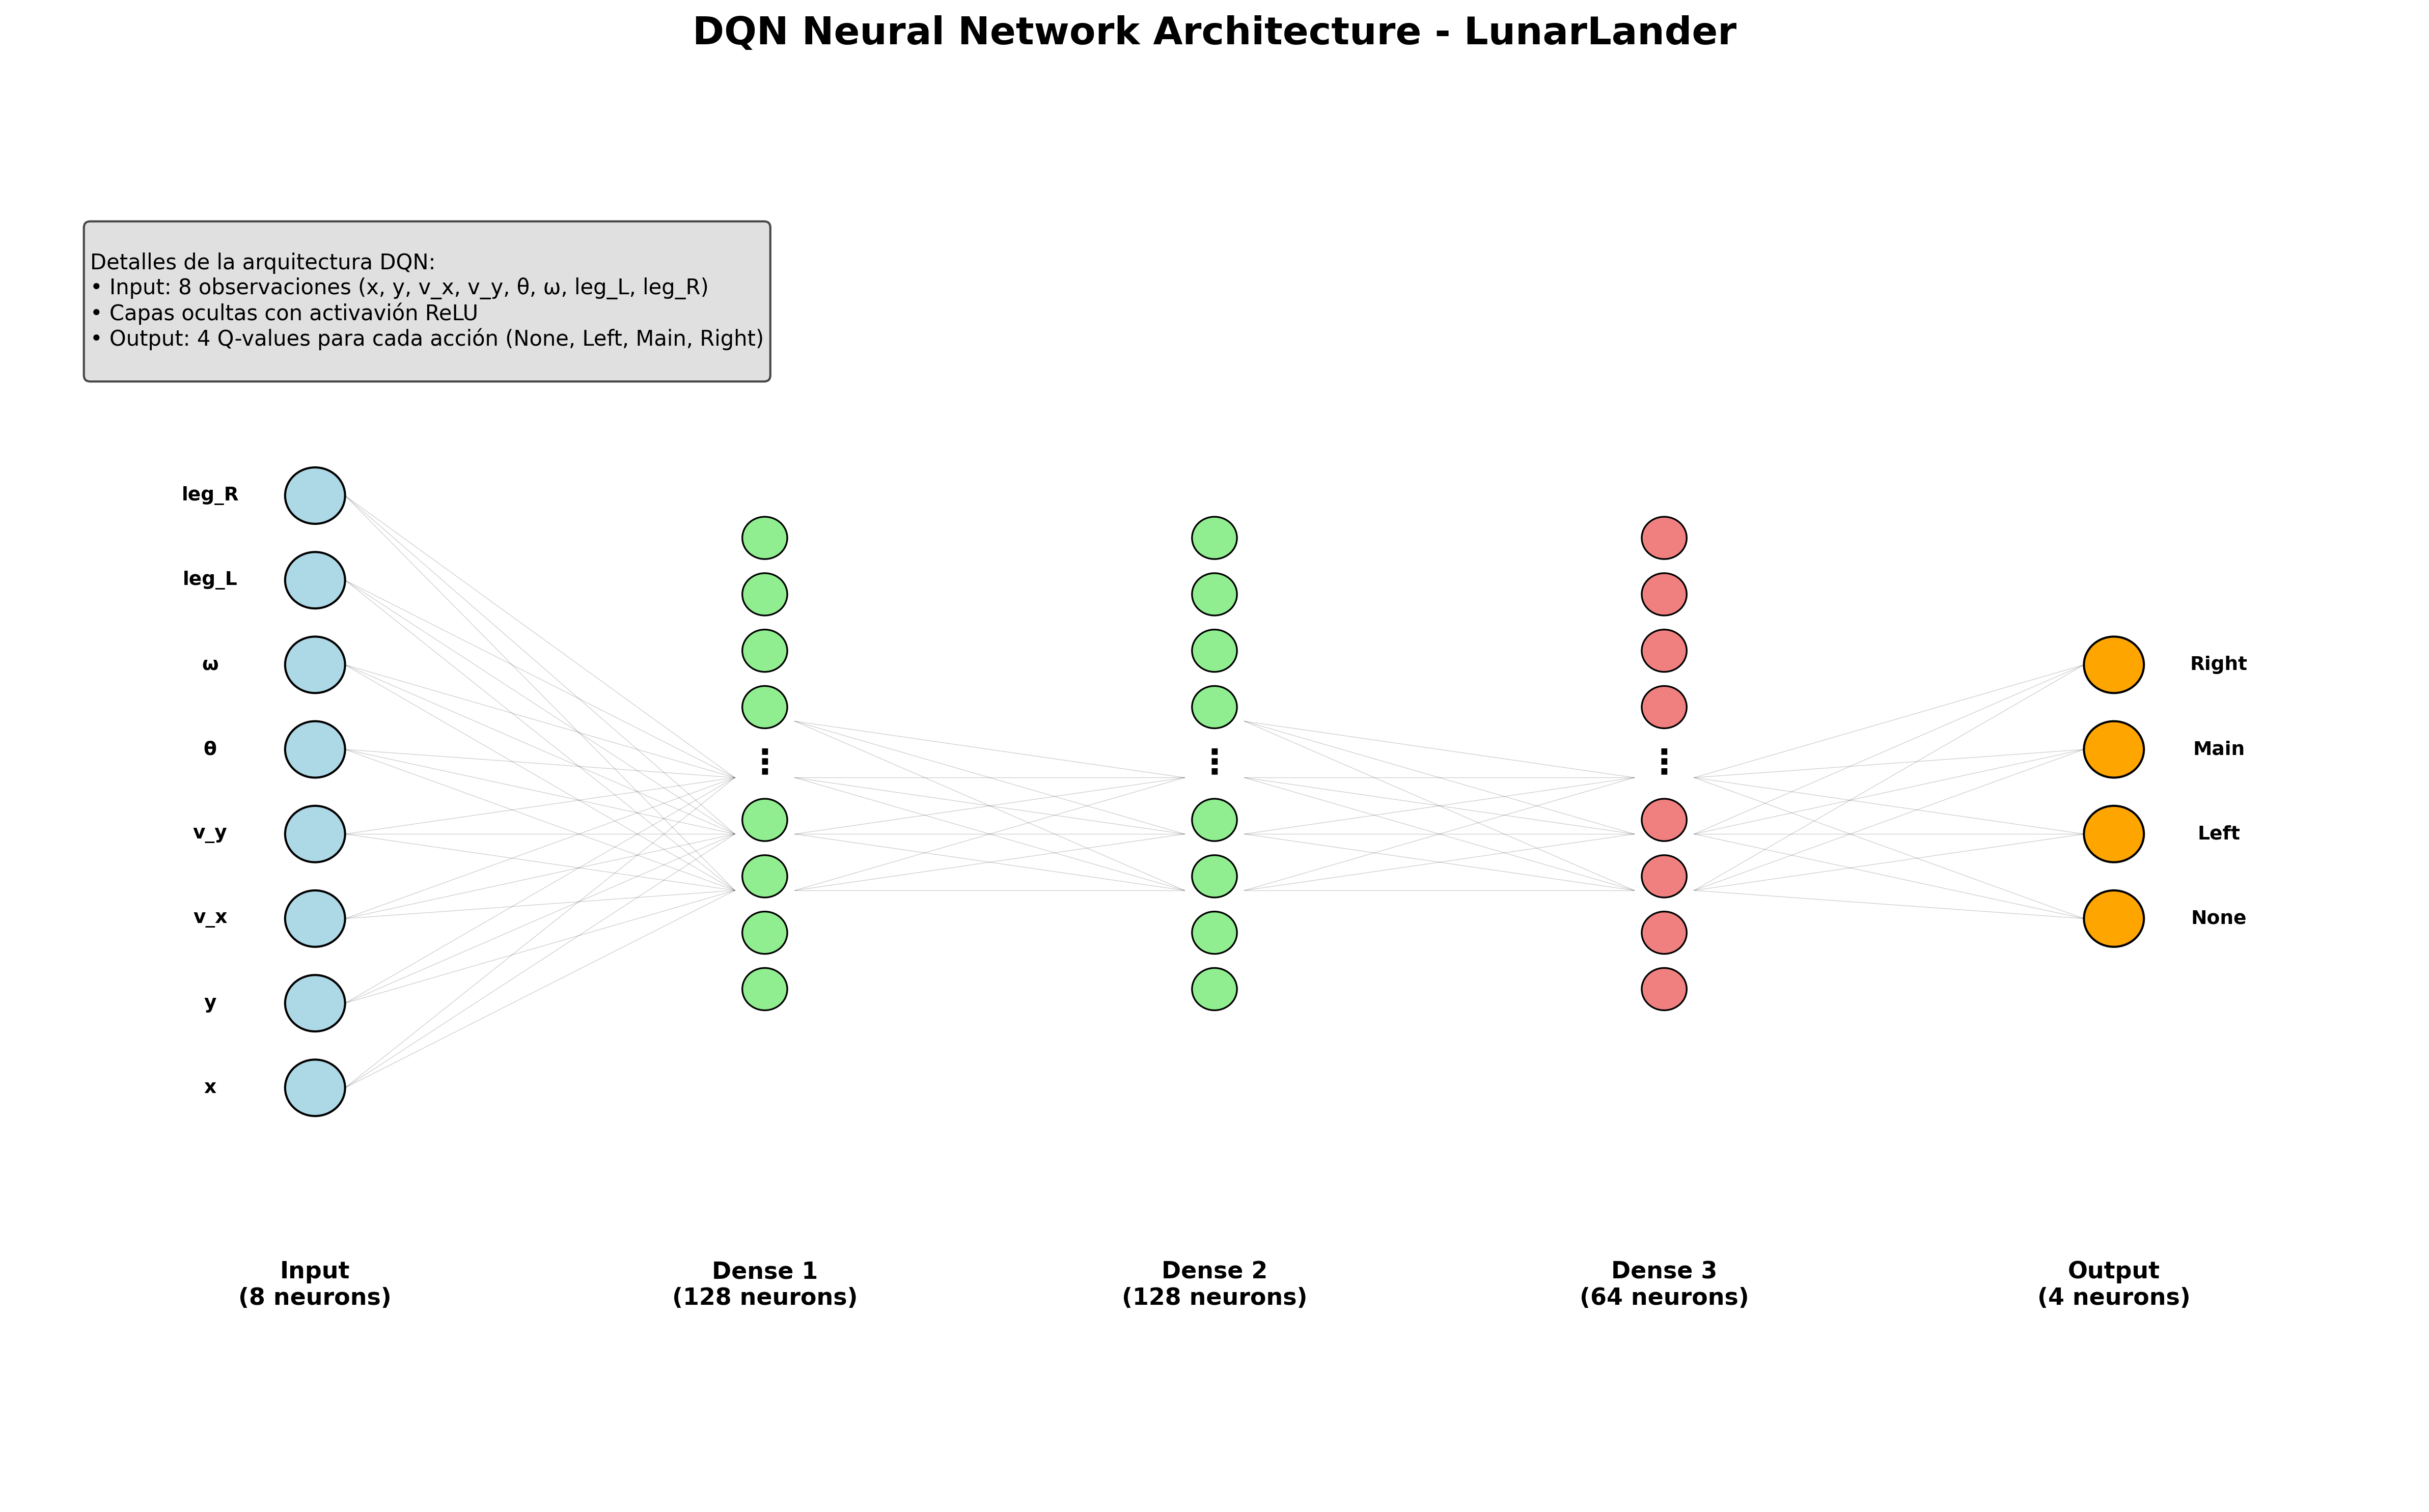 DQN Neural Network Architecture - LunarLander
Detalles de la arquitectura DQN:
• Input: 8 observaciones (x, y, v_x, v_y, θ, ω, leg_L, leg_R)
• Capas ocultas con activavión ReLU
• Output: 4 Q-values para cada acción (None, Left, Main, Right)
leg_R
leg_L
ω
θ
v_y
v_x
y
x
Right
Main
Left
None
Input
(8 neurons)
Dense 1
(128 neurons)
Dense 2
(128 neurons)
Dense 3
(64 neurons)
Output
(4 neurons)